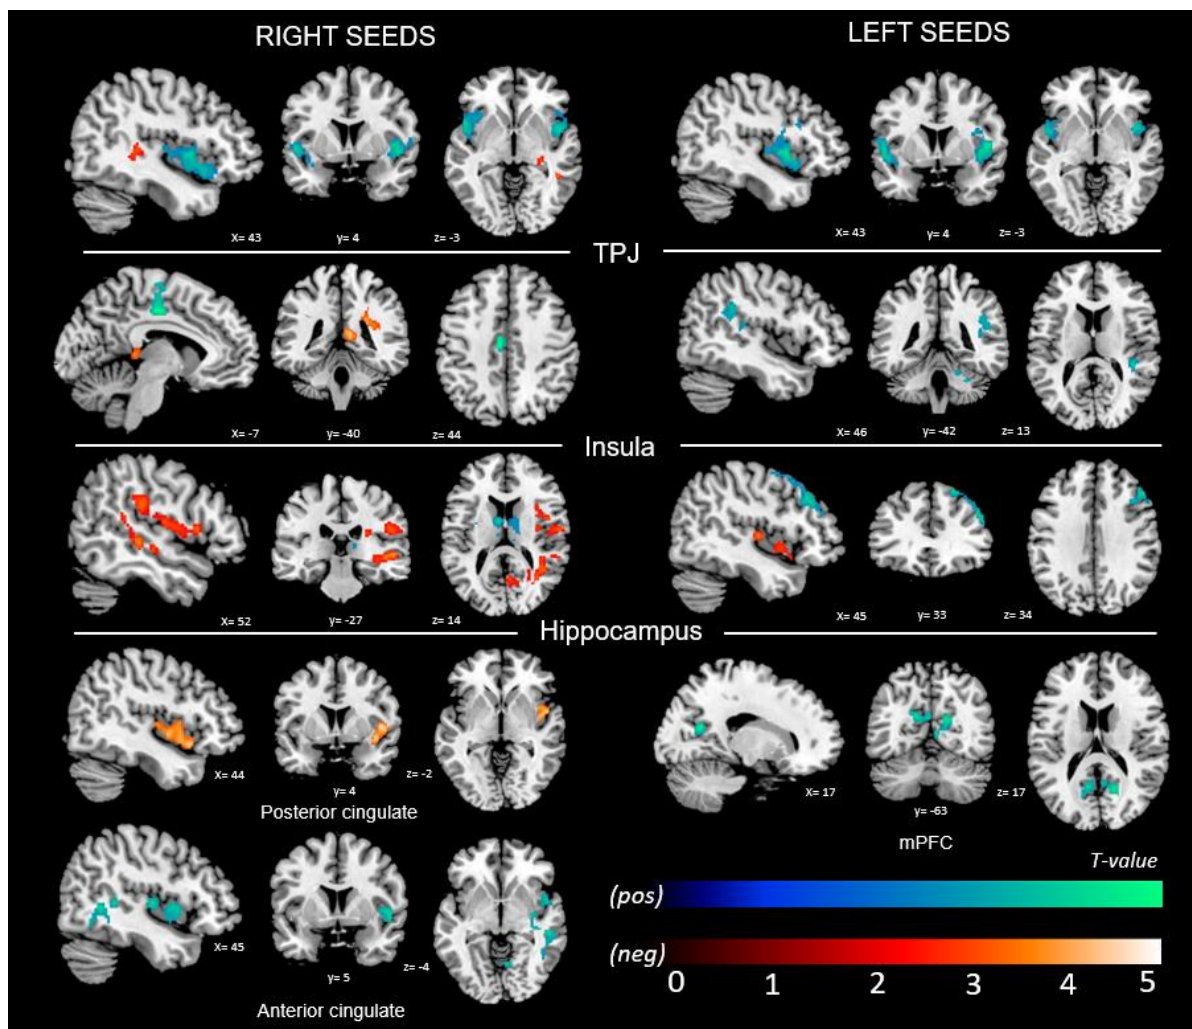 RIGHT SEEDS
LEFT SEEDS
X= 43 y= 4 z= -3
X= 43 y= 4 z= -3
TPJ
X= -7 y= -40 z= 44
X= 46 y= -42 z= 13
Insula
X= 52 y= -27 z= 14
X= 45 y= 33 z= 34
Hippocampus
X= 44 y= 4 z= -2
Posterior cingulate
X= 17 y= -63 z= 17
mPFC
X= 45 y= 5 z= -4
Anterior cingulate
T-value
(pos)
(neg)
0 1 2 3 4 5